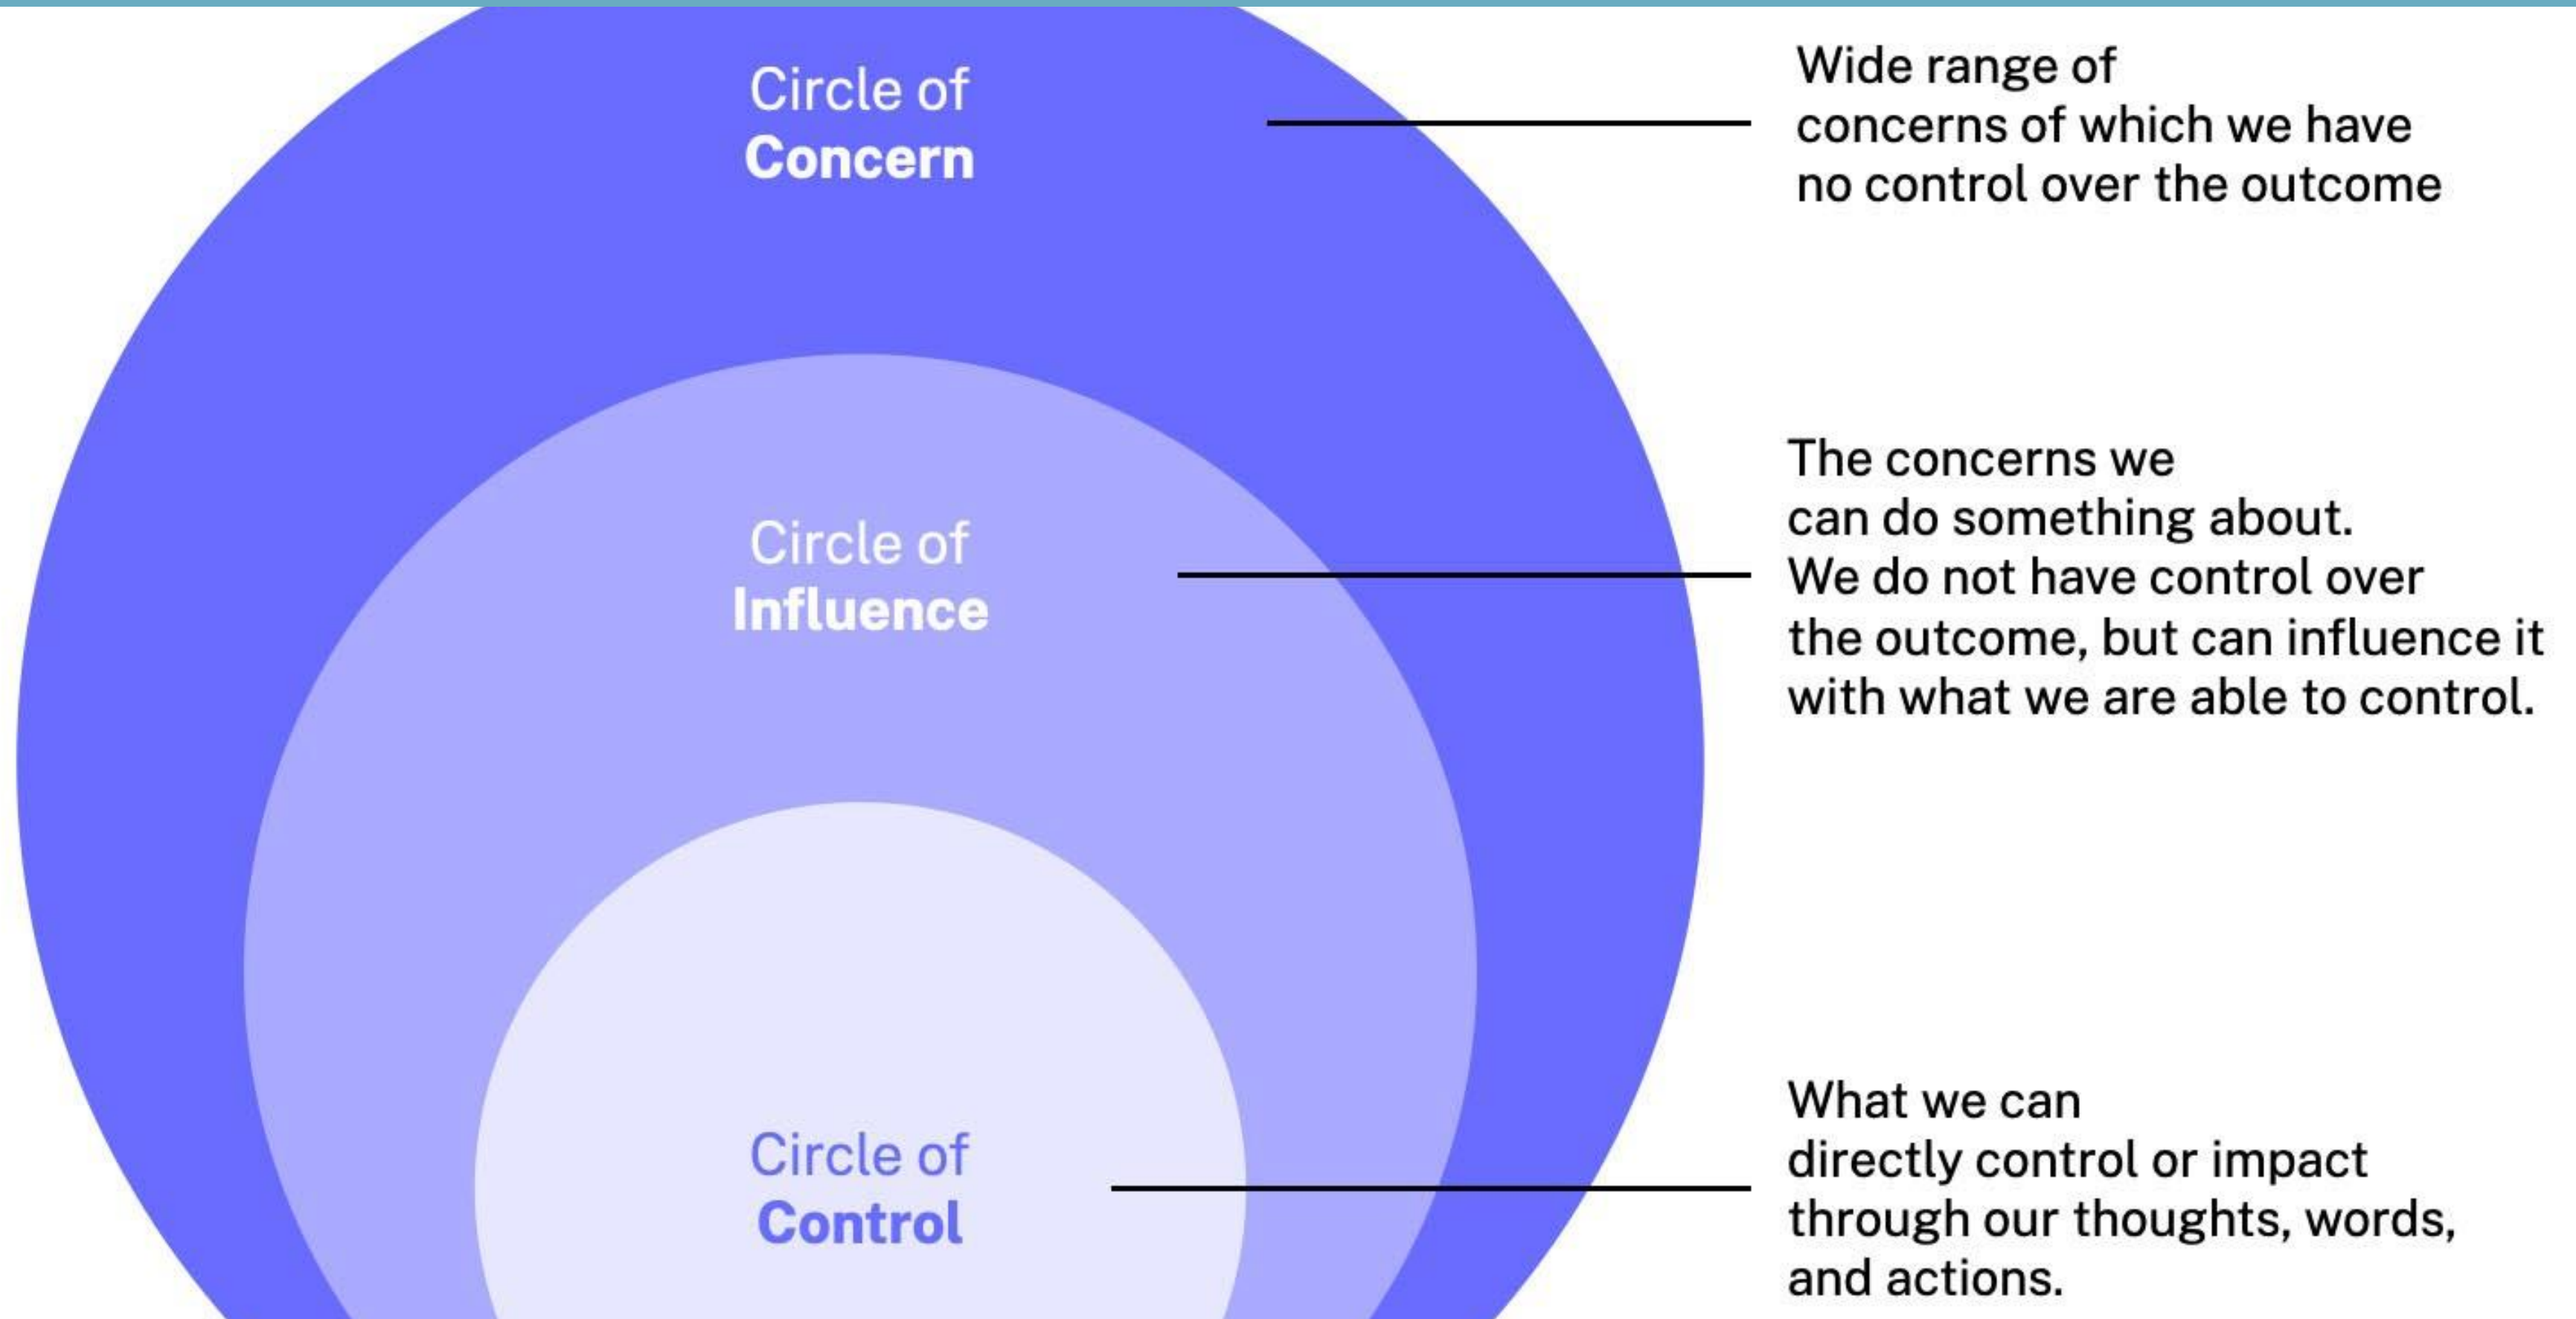 Circle of
Concern
Wide range of
concerns of which we have
no control over the outcome
Circle of
Influence
The concerns we
can do something about.
We do not have control over
the outcome, but can influence it
with what we are able to control.
Circle of
Control
What we can
directly control or impact
through our thoughts, words,
and actions.